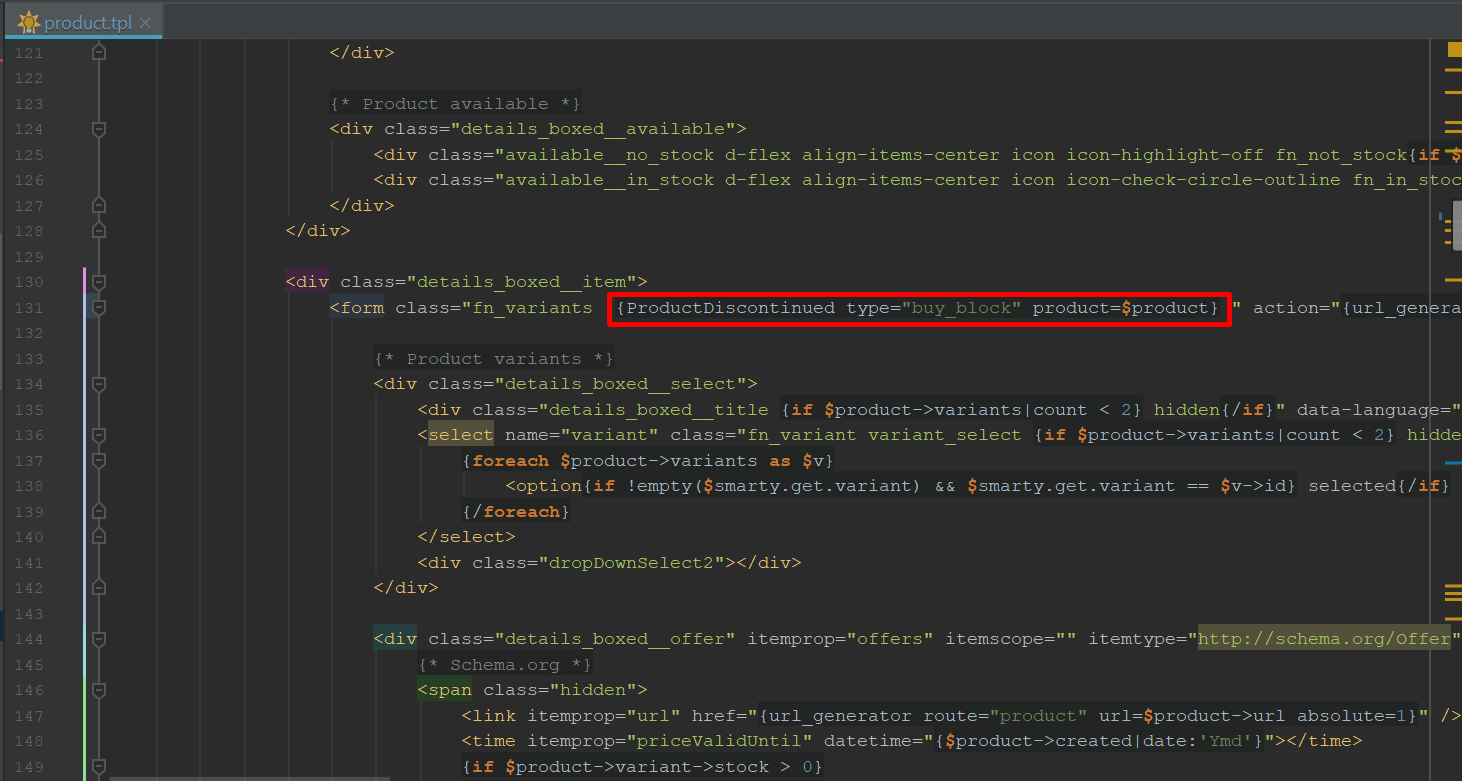 product.tpl
121 </div>
122
123 {* Product available *}
124 <div class="details_boxed__available">
125 <div class="available__no_stock d-flex align-items-center icon icon-highlight-off fn_not_stock{if $
126 <div class="available__in_stock d-flex align-items-center icon icon-check-circle-outline fn_in_stoc
127 </div>
128 </div>
129
130 <div class="details_boxed__item">
131 <form class="fn_variants {ProductDiscontinued type="buy_block" product=$product} " action="{url_genera
132
133 {* Product variants *}
134 <div class="details_boxed__select">
135 <div class="details_boxed__title {if $product->variants|count < 2} hidden{/if}" data-language="
136 <select name="variant" class="fn_variant variant_select {if $product->variants|count < 2} hidde
137 {foreach $product->variants as $v}
138 <option{if !empty($smarty.get.variant) && $smarty.get.variant == $v->id} selected{/if}
139 {/foreach}
140 </select>
141 <div class="dropDownSelect2"></div>
142 </div>
143
144 <div class="details_boxed__offer" itemprop="offers" itemscope="" itemtype="http://schema.org/Offer"
145 {* Schema.org *}
146 <span class="hidden">
147 <link itemprop="url" href="{url_generator route="product" url=$product->url absolute=1}" />
148 <time itemprop="priceValidUntil" datetime="{$product->created|date:'Ymd'}"></time>
149 {if $product->variant->stock > 0}